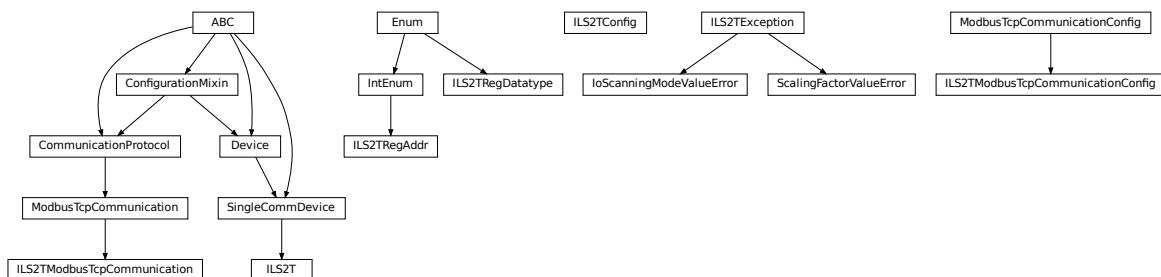 ABC
Enum
ILS2TConfig
ILS2TException
ModbusTcpCommunicationConfig
ConfigurationMixin
IntEnum
ILS2TRegDatatype
IoScanningModeValueError
ScalingFactorValueError
ILS2TModbusTcpCommunicationConfig
CommunicationProtocol
Device
ILS2TRegAddr
ModbusTcpCommunication
SingleCommDevice
ILS2TModbusTcpCommunication
ILS2T